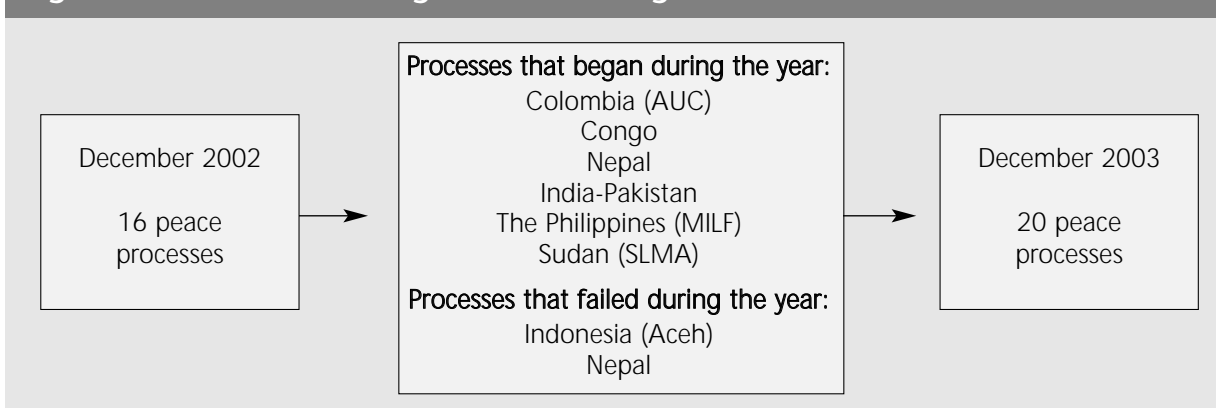 December 2002
16 peace
processes
Processes that began during the year:
Colombia (AUC)
Congo
Nepal
India-Pakistan
The Philippines (MILF)
Sudan (SLMA)
Processes that failed during the year:
Indonesia (Aceh)
Nepal
December 2003
20 peace
processes